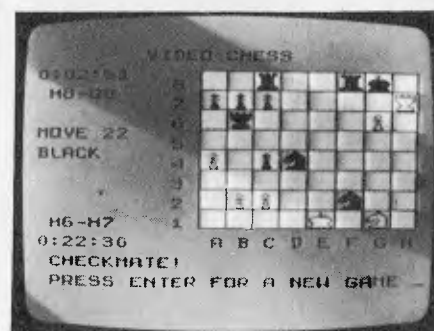 VIDEO CHESS
0:02:53
MOVE 22
BLACK
H6-H7
0:22:36
8
7
6
5
4
3
2
1
A B C D E F G H
CHECKMATE!
PRESS ENTER FOR A NEW GAME